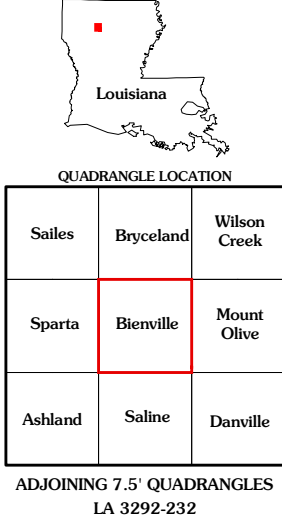 Louisiana
QUADRANGLE LOCATION
Sailes
Bryceland
Wilson
Creek
Sparta
Bienville
Mount
Olive
Ashland
Saline
Danville
ADJOINING 7.5' QUADRANGLES
LA 3292-232